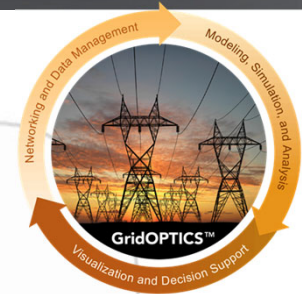 Networking and Data Management
Modeling, Simulation, and Analysis
GridOPTICS™
Visualization and Decision Support